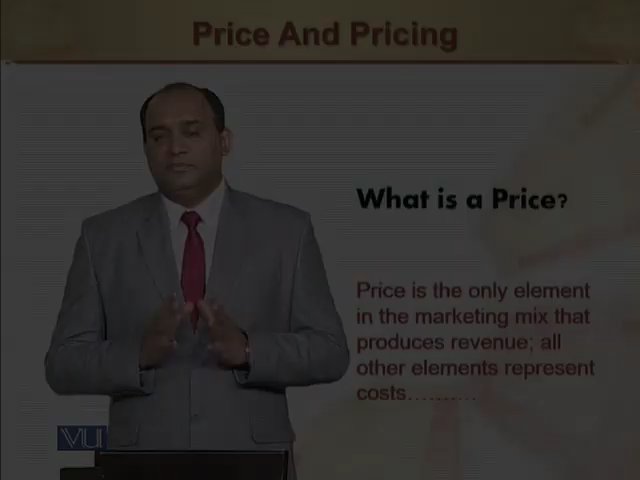 Price And Pricing
What is a Price?
Price is the only element
in the marketing mix that
produces revenue; all
other elements represent
costs..........
VU